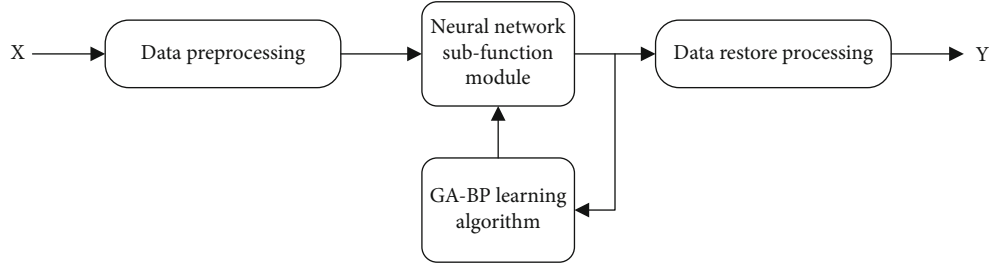 X
Data preprocessing
Neural network
sub-function
module
Data restore processing
Y
GA-BP learning
algorithm